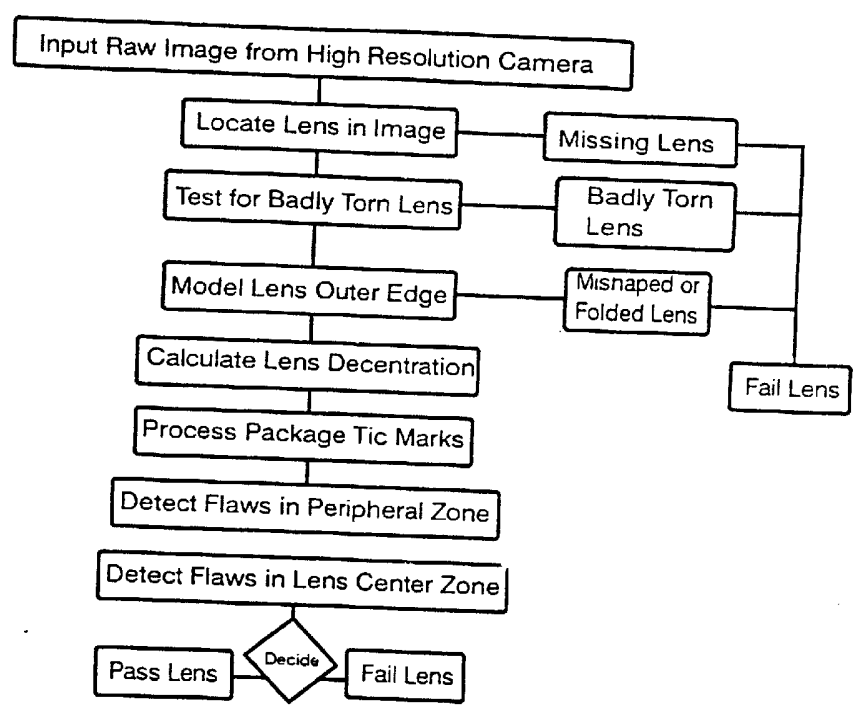 Input Raw Image from High Resolution Camera
Locate Lens in Image
Missing Lens
Test for Badly Torn Lens
Badly Torn
Lens
Model Lens Outer Edge
Misnaped or
Folded Lens
Calculate Lens Decentration
Fail Lens
Process Package Tic Marks
Detect Flaws in Peripheral Zone
Detect Flaws in Lens Center Zone
Decide
Pass Lens
Fail Lens